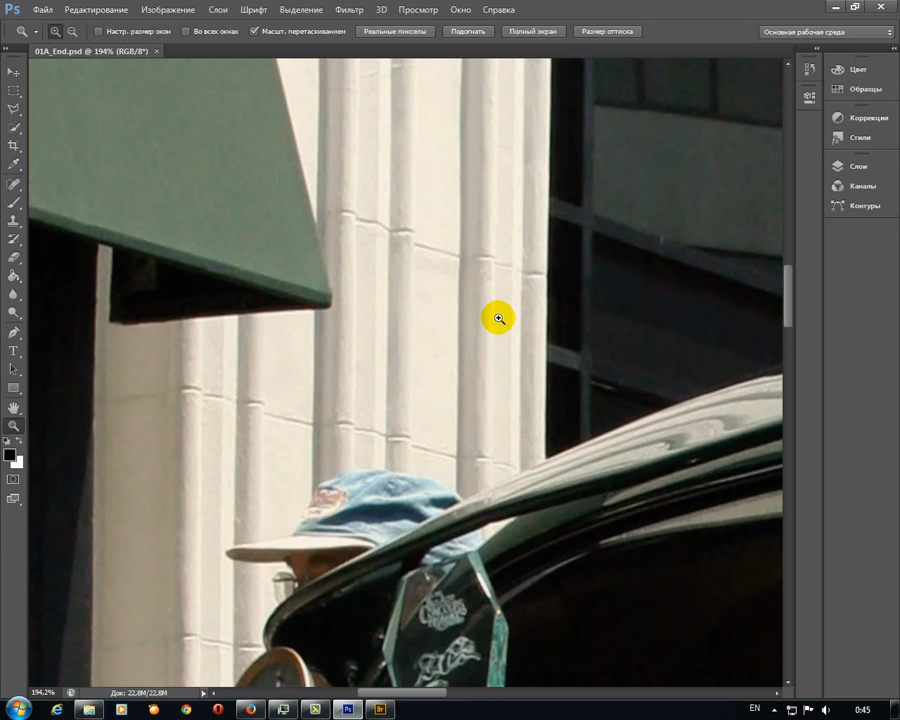 Ps Файл Редактирование Изображение Слои Шрифт Выделение Фильтр 3D Просмотр Окно Справка
Настр. размер окон Во всех окнах Масшт. перетаскиванием Реальные пикселы Подогнать Полный экран Размер оттиска Основная рабочая среда
01A_End.psd @ 194% (RGB/8*) ×
Цвет
Образцы
Коррекция
Стили
Слои
Каналы
Контуры
194,2% Док: 22,8M/22,8M
Ps Br EN 0:45